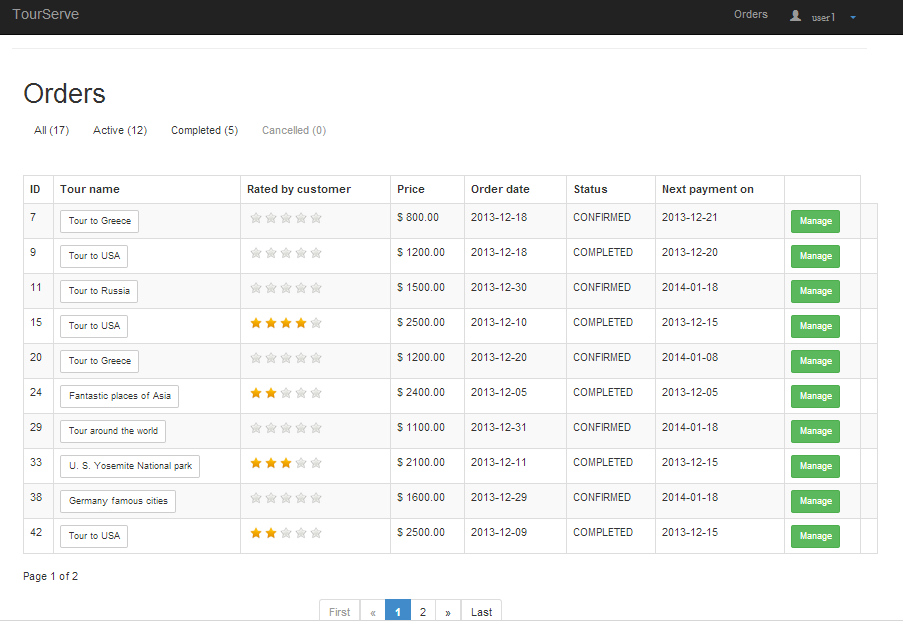 TourServe Orders user1
Orders
All (17) Active (12) Completed (5) Cancelled (0)
ID Tour name Rated by customer Price Order date Status Next payment on
7 Tour to Greece $ 800.00 2013-12-18 CONFIRMED 2013-12-21 Manage
9 Tour to USA $ 1200.00 2013-12-18 COMPLETED 2013-12-20 Manage
11 Tour to Russia $ 1500.00 2013-12-30 CONFIRMED 2014-01-18 Manage
15 Tour to USA $ 2500.00 2013-12-10 COMPLETED 2013-12-15 Manage
20 Tour to Greece $ 1200.00 2013-12-20 CONFIRMED 2014-01-08 Manage
24 Fantastic places of Asia $ 2400.00 2013-12-05 COMPLETED 2013-12-05 Manage
29 Tour around the world $ 1100.00 2013-12-31 CONFIRMED 2014-01-18 Manage
33 U. S. Yosemite National park $ 2100.00 2013-12-11 COMPLETED 2013-12-15 Manage
38 Germany famous cities $ 1600.00 2013-12-29 CONFIRMED 2014-01-18 Manage
42 Tour to USA $ 2500.00 2013-12-09 COMPLETED 2013-12-15 Manage
Page 1 of 2
First « 1 2 » Last